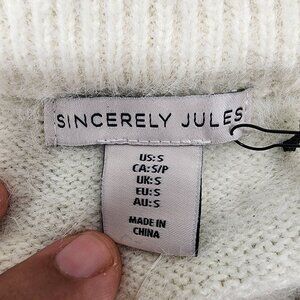 SINCERELY JULES
US:S
CA:S/P
UK:S
EU:S
AU:S
MADE IN
CHINA